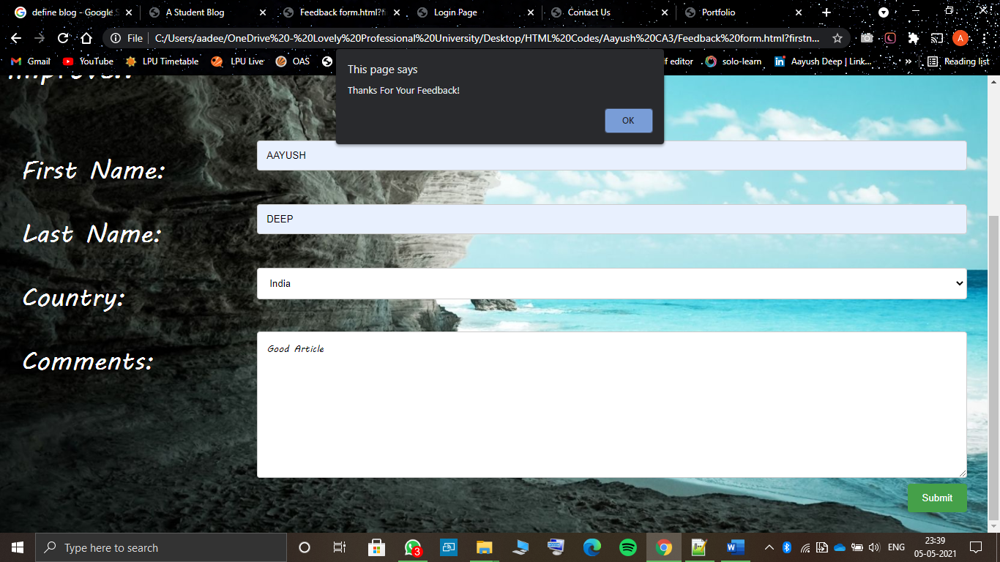 define blog - Google S
A Student Blog
Feedback form.html?fi
Login Page
Contact Us
Portfolio
File
C:/Users/aadee/OneDrive%20-%20Lovely%20Professional%20University/Desktop/HTML%20Codes/Aayush%20CA3/Feedback%20form.html?firstn...
A
Gmail
YouTube
LPU Timetable
LPU Live
OAS
if editor
solo-learn
Aayush Deep | Link...
»
Reading list
This page says
Thanks For Your Feedback!
OK
First Name:
AAYUSH
Last Name:
DEEP
Country:
India
Comments:
Good Article
Submit
Type here to search
3
ENG
23:39
05-05-2021